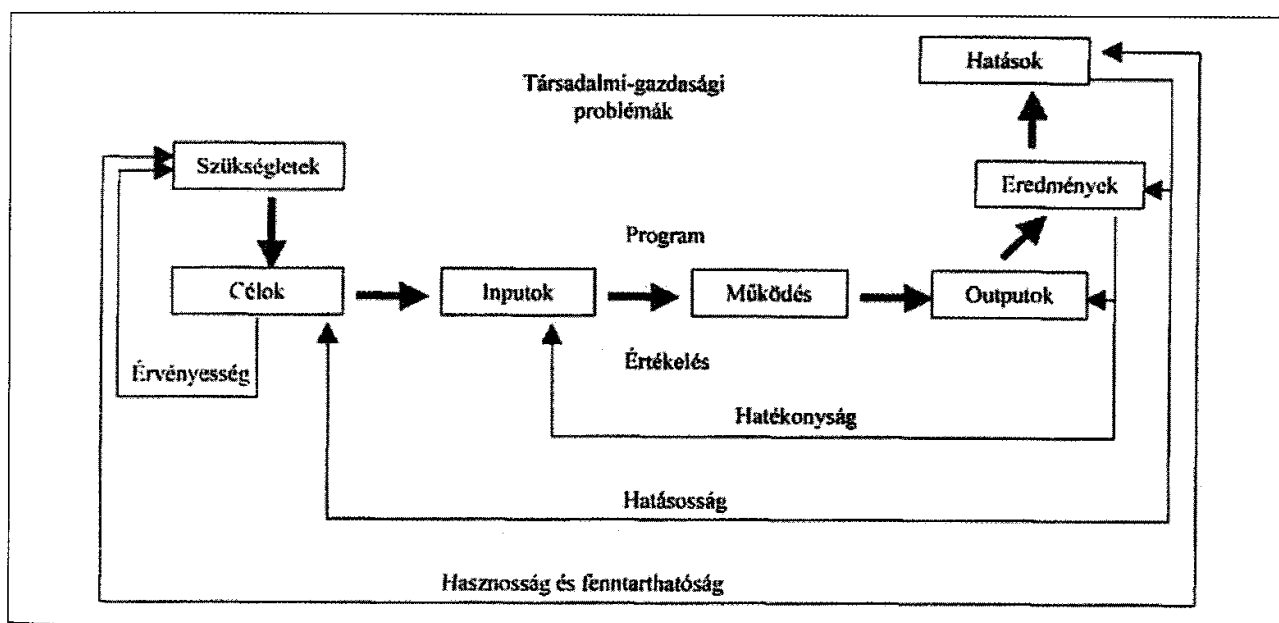 Hatások
Társadalmi-gazdasági
problémák
Szükségletek
Eredmények
Program
Célok
Inputok
Működés
Outputok
Értékelés
Érvényesség
Hatékonyság
Hatásosság
Hasznosság és fenntarthatóság